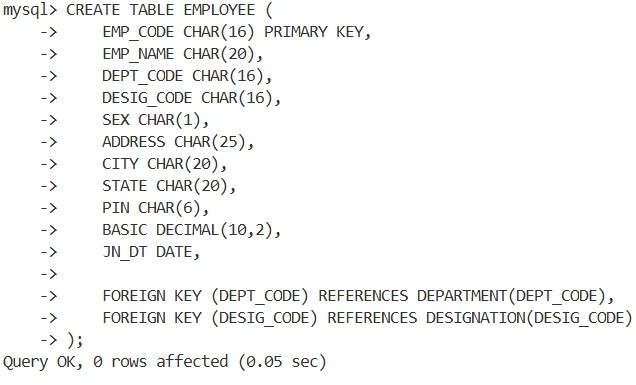 mysql> CREATE TABLE EMPLOYEE (
    ->     EMP_CODE CHAR(16) PRIMARY KEY,
    ->     EMP_NAME CHAR(20),
    ->     DEPT_CODE CHAR(16),
    ->     DESIG_CODE CHAR(16),
    ->     SEX CHAR(1),
    ->     ADDRESS CHAR(25),
    ->     CITY CHAR(20),
    ->     STATE CHAR(20),
    ->     PIN CHAR(6),
    ->     BASIC DECIMAL(10,2),
    ->     JN_DT DATE,
    ->
    ->     FOREIGN KEY (DEPT_CODE) REFERENCES DEPARTMENT(DEPT_CODE),
    ->     FOREIGN KEY (DESIG_CODE) REFERENCES DESIGNATION(DESIG_CODE)
    -> );
Query OK, 0 rows affected (0.05 sec)